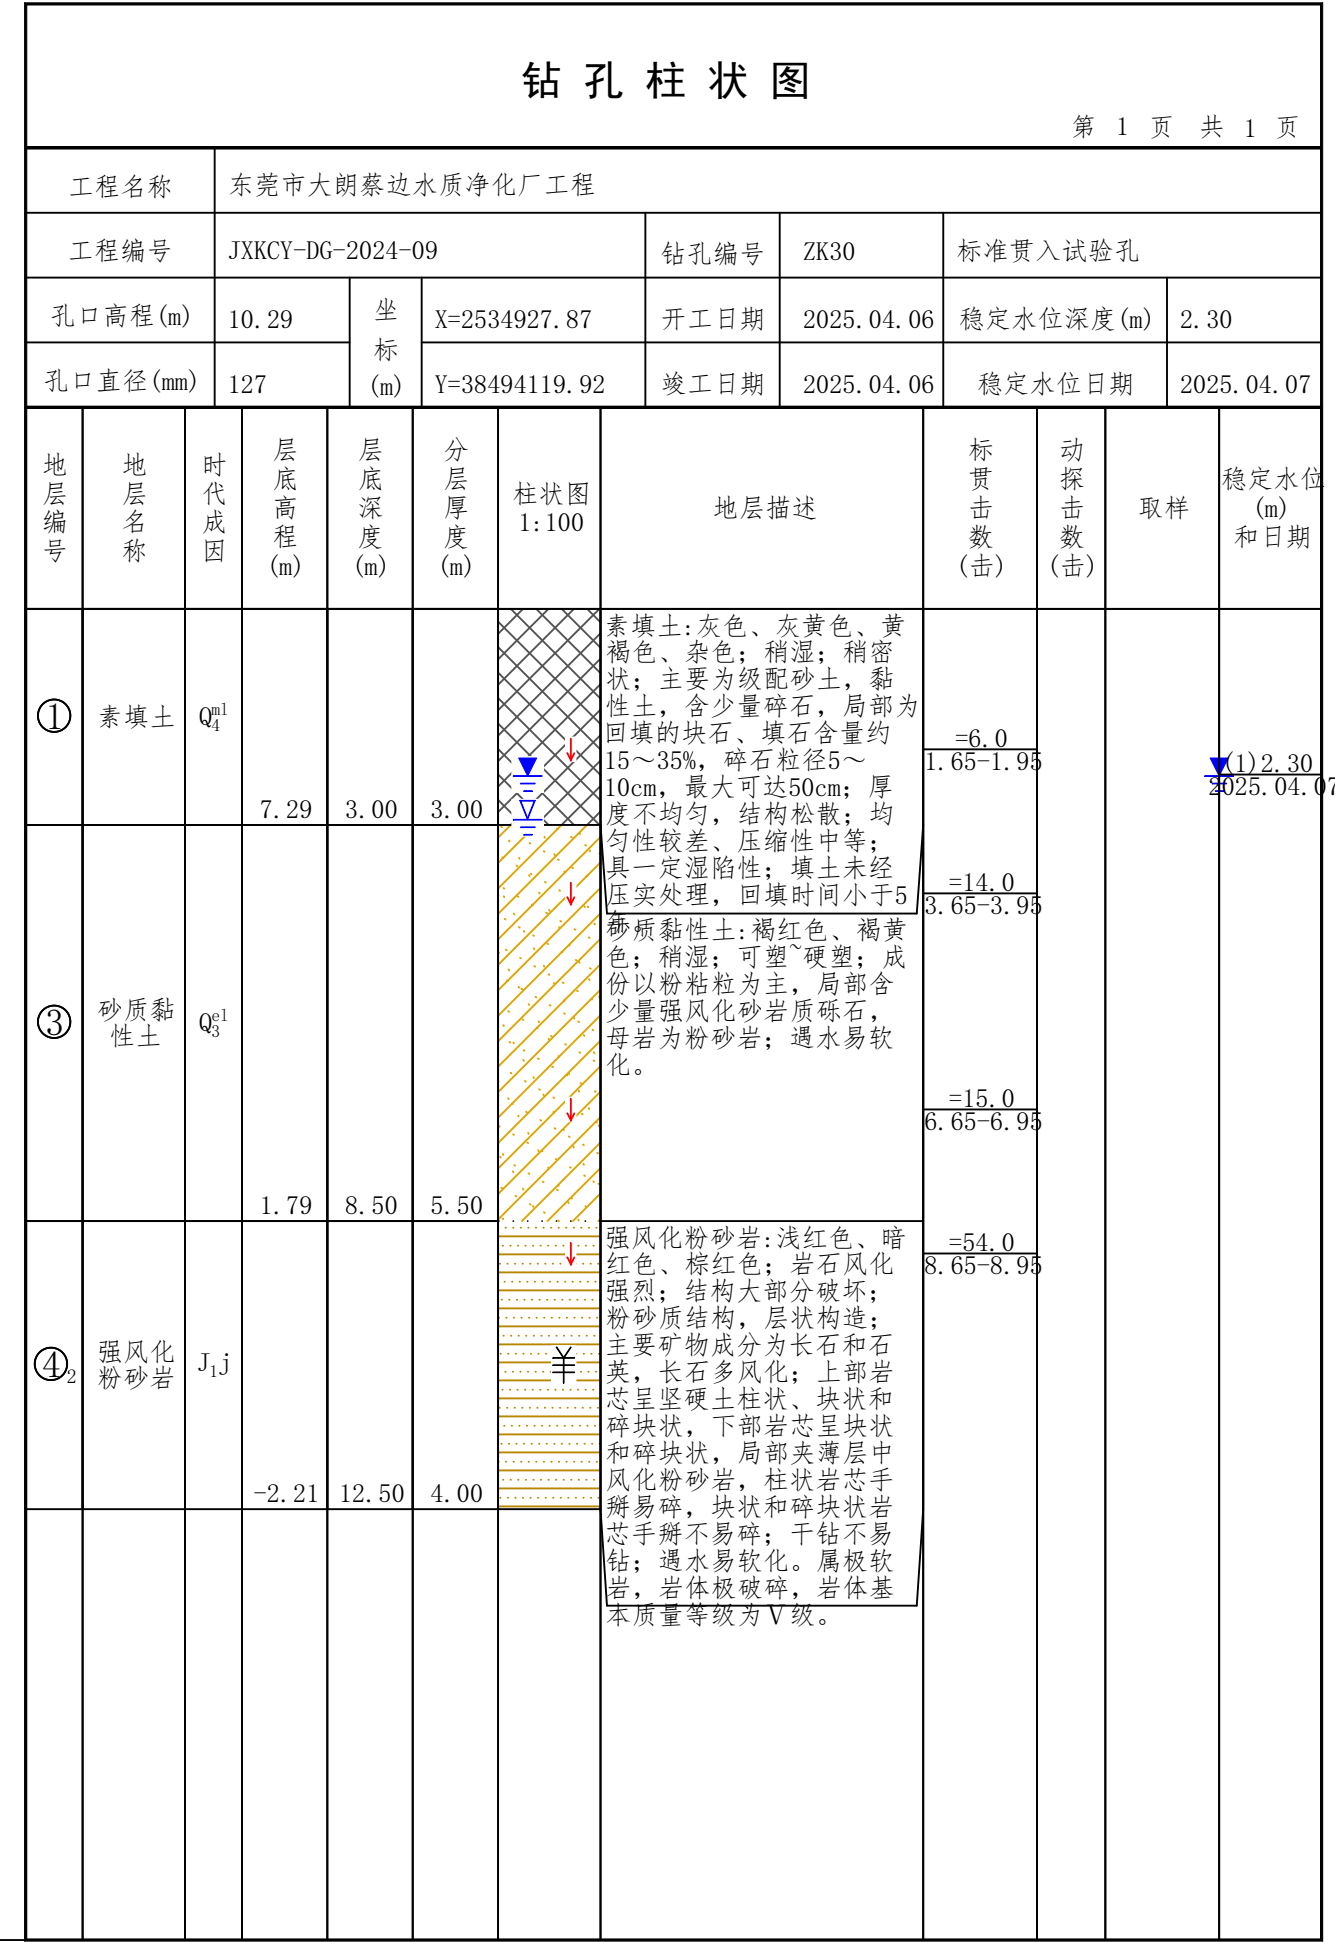 钻孔柱状图
第 1 页 共 1 页
工程名称 东莞市大朗蔡边水质净化厂工程
工程编号 JXKCY-DG-2024-09 钻孔编号 ZK30 标准贯入试验孔
孔口高程(m) 10.29 坐标(m) X=2534927.87 开工日期 2025.04.06 稳定水位深度(m) 2.30
孔口直径(mm) 127 Y=38494119.92 竣工日期 2025.04.06 稳定水位日期 2025.04.07
地层编号 地层名称 时代成因 层底高程(m) 层底深度(m) 分层厚度(m) 柱状图 1:100 地层描述 标贯击数(击) 动探击数(击) 取样 稳定水位(m)和日期
① 素填土 Q4ml 7.29 3.00 3.00
素填土:灰色、灰黄色、黄
褐色、杂色；稍湿；稍密
状；主要为级配砂土，黏
性土，含少量碎石，局部为
回填的块石、填石含量约
15～35%，碎石粒径5～
10cm，最大可达50cm；厚
度不均匀，结构松散；均
匀性较差、压缩性中等；
具一定湿陷性；填土未经
压实处理，回填时间小于5
年。
=6.0
1.65-1.95
(1)2.30
2025.04.07
=14.0
3.65-3.95
③ 砂质黏性土 Q3el 1.79 8.50 5.50
砂质黏性土:褐红色、褐黄
色；稍湿；可塑~硬塑；成
份以粉粘粒为主，局部含
少量强风化砂岩质砾石，
母岩为粉砂岩；遇水易软
化。
=15.0
6.65-6.95
④2 强风化粉砂岩 J1j -2.21 12.50 4.00
强风化粉砂岩:浅红色、暗
红色、棕红色；岩石风化
强烈；结构大部分破坏；
粉砂质结构，层状构造；
主要矿物成分为长石和石
英，长石多风化；上部岩
芯呈坚硬土柱状、块状和
碎块状，下部岩芯呈块状
和碎块状，局部夹薄层中
风化粉砂岩，柱状岩芯手
掰易碎，块状和碎块状岩
芯手掰不易碎；干钻不易
钻；遇水易软化。属极软
岩，岩体极破碎，岩体基
本质量等级为Ⅴ级。
=54.0
8.65-8.95